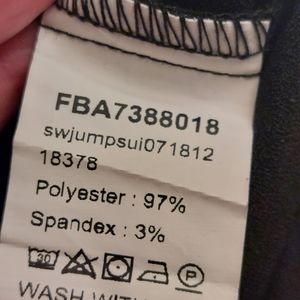 FBA7388018
swjumpsui071812
18378
Polyester : 97%
Spandex : 3%
30
WASH WITH